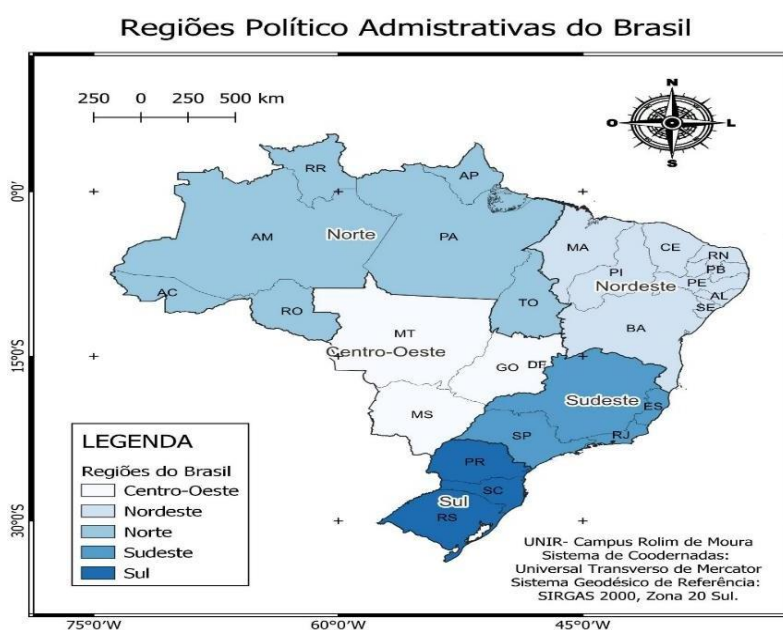 Regiões Político Admistrativas do Brasil
250 0 250 500 km
N
O L
S
0°0'
15°0'S
30°0'S
RR
AP
AM
Norte
PA
MA
CE
RN
PB
PI
PE
Nordeste
AL
SE
AC
RO
TO
BA
MT
Centro-Oeste
GO
DF
MS
Sudeste
ES
SP
RJ
PR
SC
Sul
RS
LEGENDA
Regiões do Brasil
Centro-Oeste
Nordeste
Norte
Sudeste
Sul
UNIR- Campus Rolim de Moura
Sistema de Coodernadas:
Universal Transverso de Mercator
Sistema Geodésico de Referência:
SIRGAS 2000, Zona 20 Sul.
75°0'W 60°0'W 45°0'W